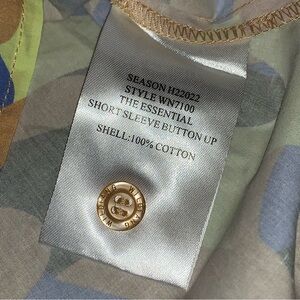 SEASON H22022
STYLE WN7100
THE ESSENTIAL
SHORT SLEEVE BUTTON UP
SHELL:100% COTTON